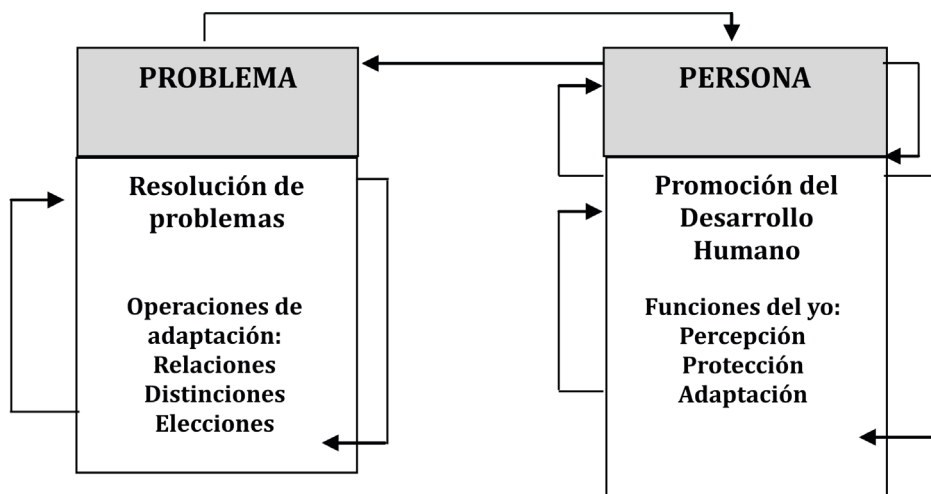 PROBLEMA
Resolución de
problemas
Operaciones de
adaptación:
Relaciones
Distinciones
Elecciones
PERSONA
Promoción del
Desarrollo
Humano
Funciones del yo:
Percepción
Protección
Adaptación